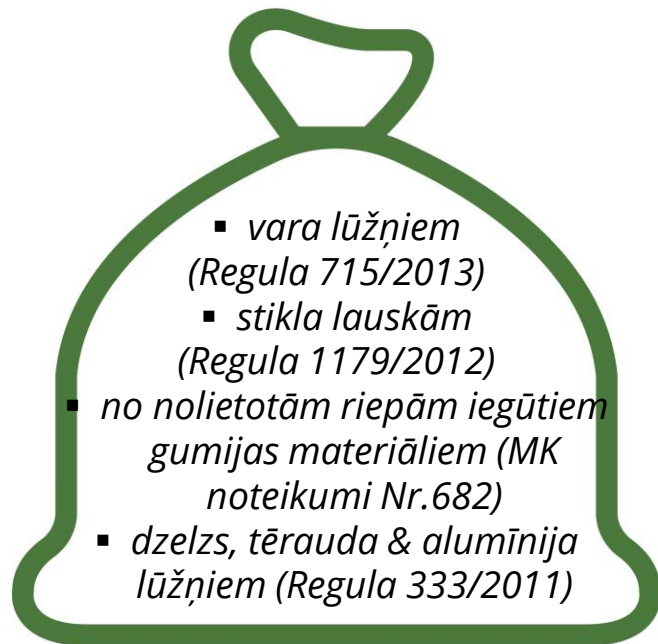 ▪ vara lūžņiem
(Regula 715/2013)
▪ stikla lauskām
(Regula 1179/2012)
▪ no nolietotām riepām iegūtiem
gumijas materiāliem (MK
noteikumi Nr.682)
▪ dzelzs, tērauda & alumīnija
lūžņiem (Regula 333/2011)